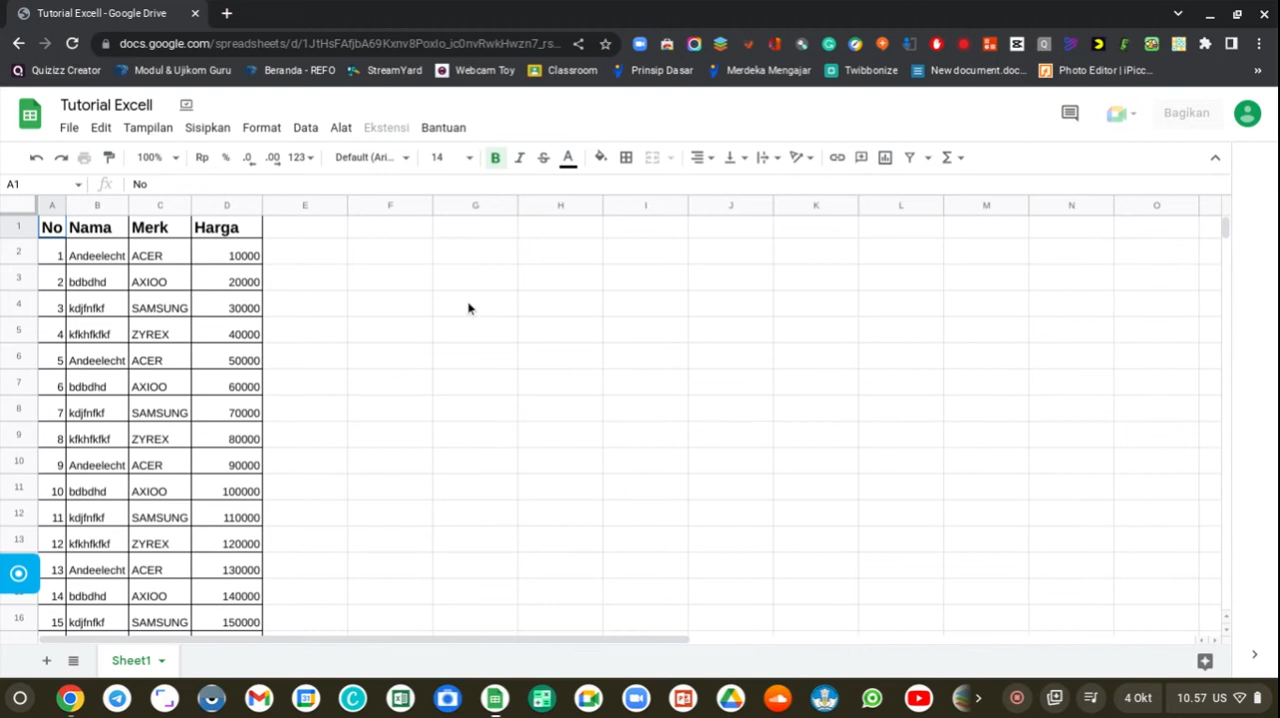 Tutorial Excell - Google Drive
docs.google.com/spreadsheets/d/1JtHsFAfjbA69Kxnv8PoxIo_ic0nvRwkHwzn7_rs...
Quizizz Creator Modul & Ujikom Guru Beranda - REFO StreamYard Webcam Toy Classroom Prinsip Dasar Merdeka Mengajar Twibbonize New document.doc... Photo Editor | iPicc... »
Tutorial Excell
Bagikan
File Edit Tampilan Sisipkan Format Data Alat Ekstensi Bantuan
100% Rp % .0 .00 123 Default (Ari... 14 B I S A Σ
A1 fx No
A B C D E F G H I J K L M N O
1 No Nama Merk Harga
2 1 Andeelecht ACER 10000
3 2 bdbdhd AXIOO 20000
4 3 kdjfnfkf SAMSUNG 30000
5 4 kfkhfkfkf ZYREX 40000
6 5 Andeelecht ACER 50000
7 6 bdbdhd AXIOO 60000
8 7 kdjfnfkf SAMSUNG 70000
9 8 kfkhfkfkf ZYREX 80000
10 9 Andeelecht ACER 90000
11 10 bdbdhd AXIOO 100000
12 11 kdjfnfkf SAMSUNG 110000
13 12 kfkhfkfkf ZYREX 120000
13 Andeelecht ACER 130000
14 bdbdhd AXIOO 140000
16 15 kdjfnfkf SAMSUNG 150000
Sheet1
4 Okt 10.57 US